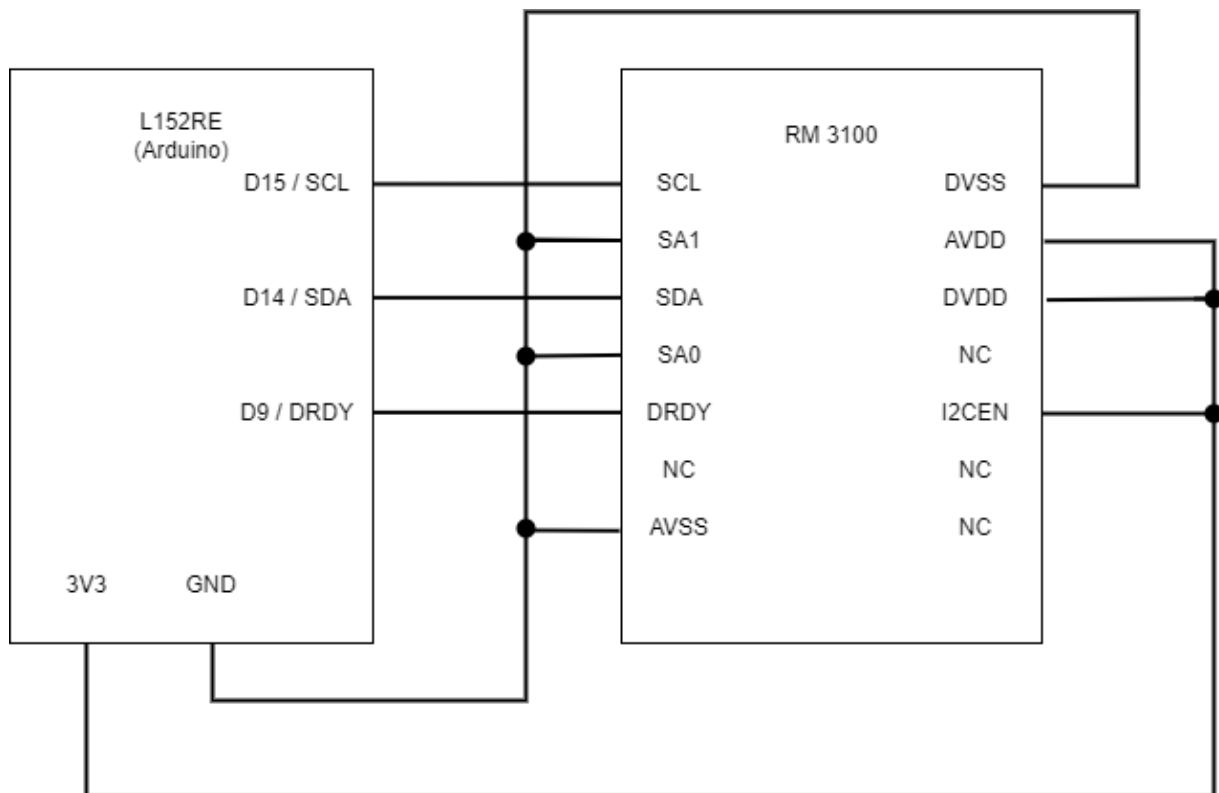 L152RE
(Arduino)
D15 / SCL
D14 / SDA
D9 / DRDY
3V3
GND
RM 3100
SCL
DVSS
SA1
AVDD
SDA
DVDD
SA0
NC
DRDY
I2CEN
NC
NC
AVSS
NC